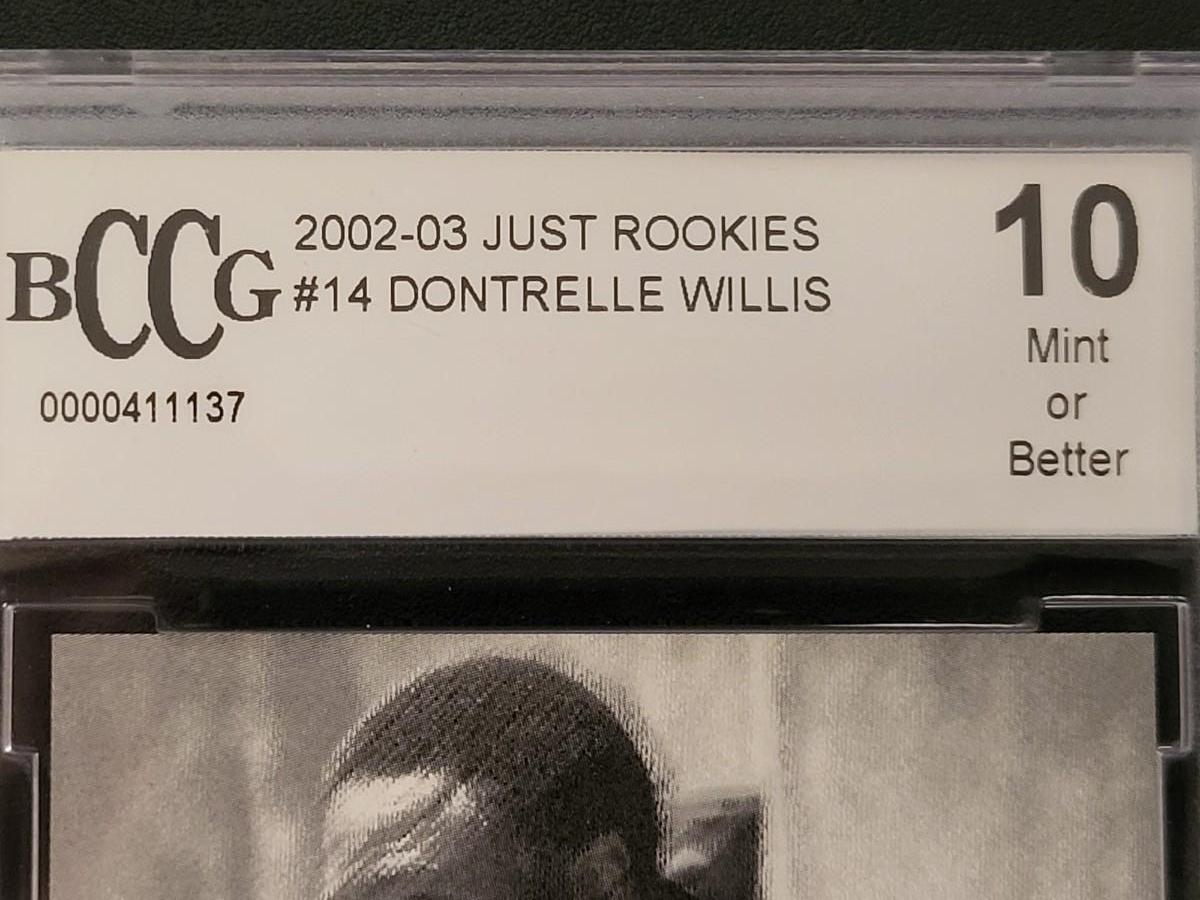 BCCG
2002-03 JUST ROOKIES
#14 DONTRELLE WILLIS
0000411137
10
Mint
or
Better